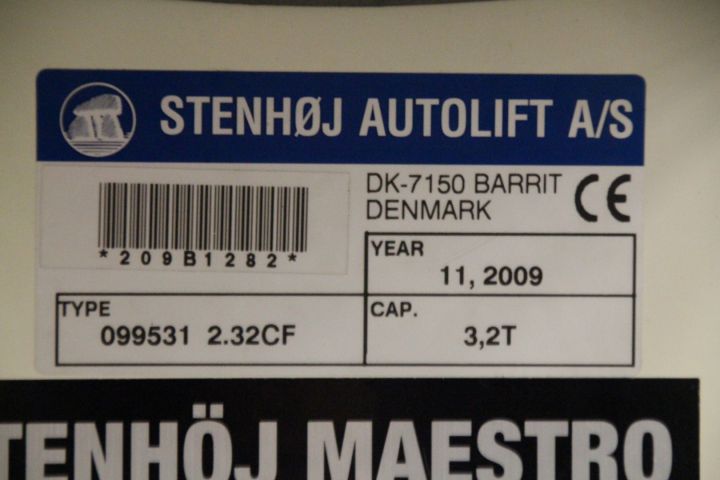 STENHØJ AUTOLIFT A/S
DK-7150 BARRIT
DENMARK
CE
*209B1282*
YEAR
11, 2009
TYPE
099531 2.32CF
CAP.
3,2T
TENHÖJ MAESTRO